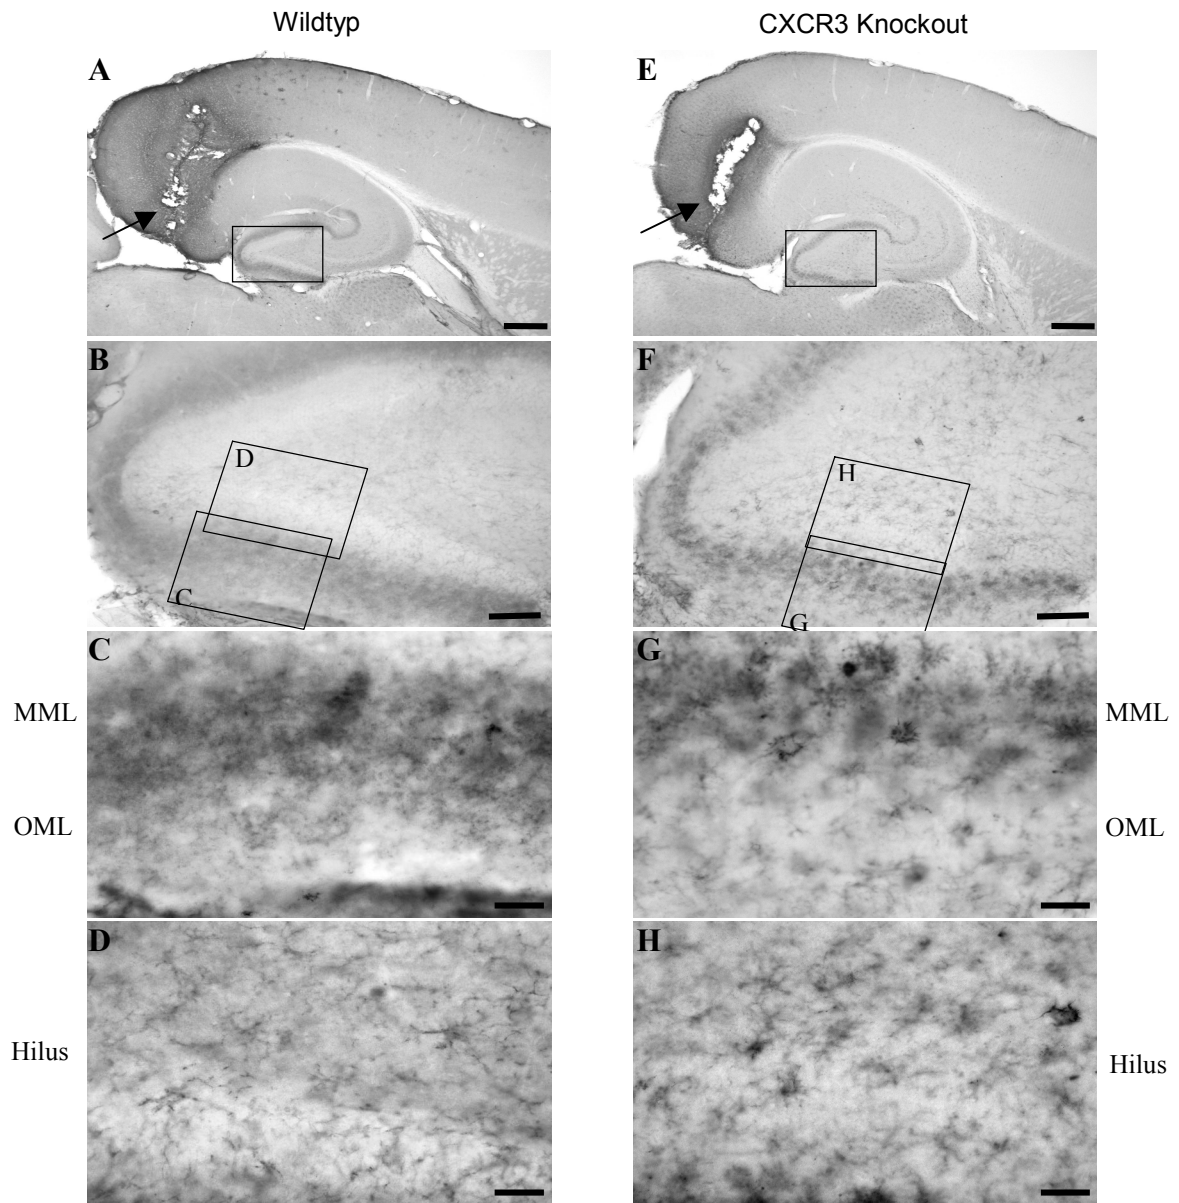 Wildtyp CXCR3 Knockout
A E
B F
D H
C G
C G
MML MML
OML OML
D H
Hilus Hilus